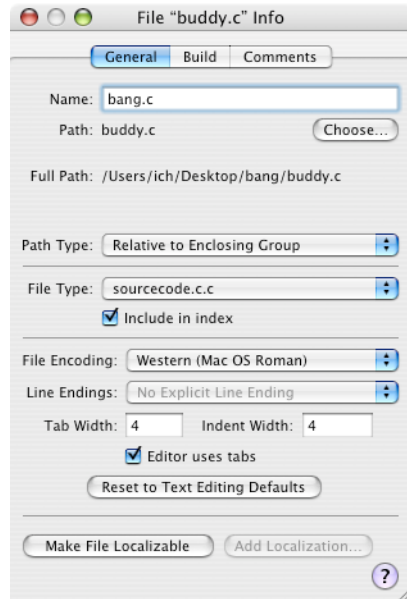 File “buddy.c” Info
General Build Comments
Name: bang.c
Path: buddy.c Choose...
Full Path: /Users/ich/Desktop/bang/buddy.c
Path Type: Relative to Enclosing Group
File Type: sourcecode.c.c
Include in index
File Encoding: Western (Mac OS Roman)
Line Endings: No Explicit Line Ending
Tab Width: 4 Indent Width: 4
Editor uses tabs
Reset to Text Editing Defaults
Make File Localizable Add Localization...
?